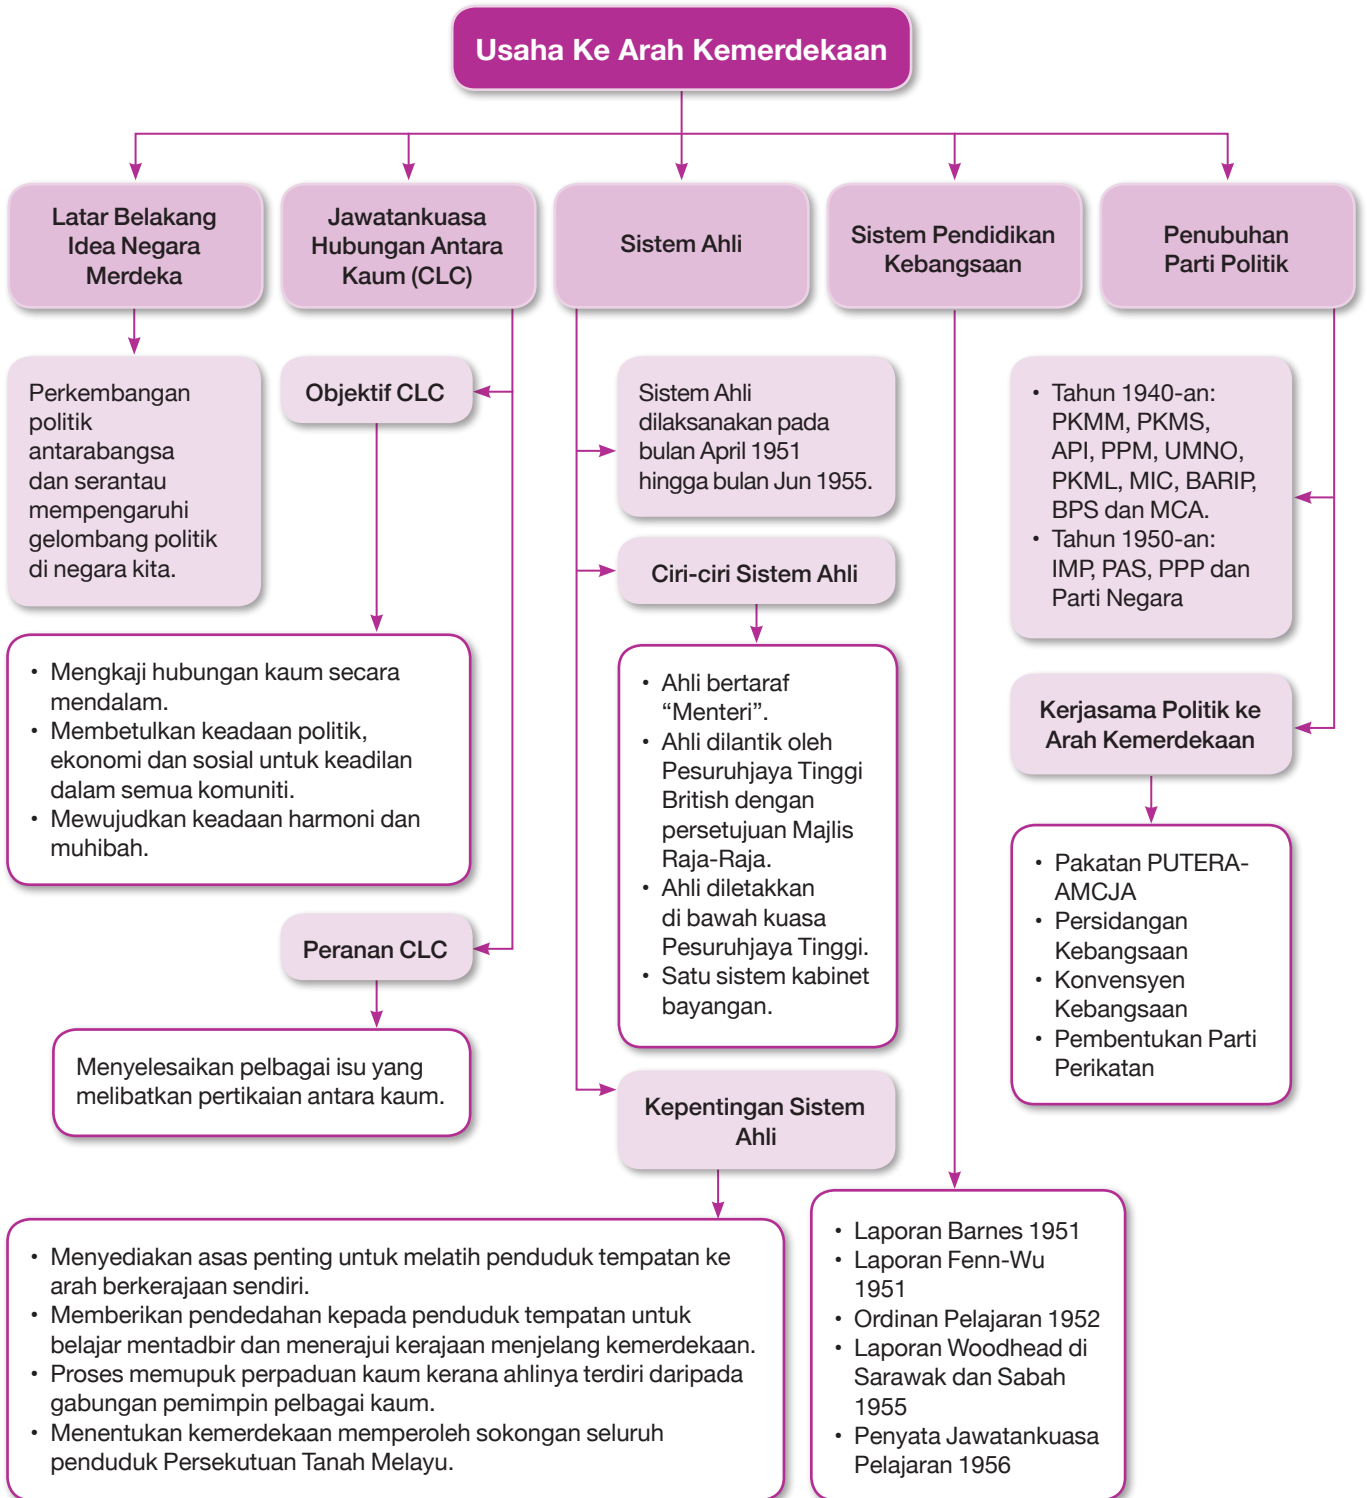 Usaha Ke Arah Kemerdekaan
Latar Belakang
Idea Negara
Merdeka
Jawatankuasa
Hubungan Antara
Kaum (CLC)
Sistem Ahli
Sistem Pendidikan
Kebangsaan
Penubuhan
Parti Politik
Perkembangan
politik
antarabangsa
dan serantau
mempengaruhi
gelombang politik
di negara kita.
Objektif CLC
• Mengkaji hubungan kaum secara
mendalam.
• Membetulkan keadaan politik,
ekonomi dan sosial untuk keadilan
dalam semua komuniti.
• Mewujudkan keadaan harmoni dan
muhibah.
Peranan CLC
Menyelesaikan pelbagai isu yang
melibatkan pertikaian antara kaum.
Sistem Ahli
dilaksanakan pada
bulan April 1951
hingga bulan Jun 1955.
Ciri-ciri Sistem Ahli
• Ahli bertaraf
“Menteri”.
• Ahli dilantik oleh
Pesuruhjaya Tinggi
British dengan
persetujuan Majlis
Raja-Raja.
• Ahli diletakkan
di bawah kuasa
Pesuruhjaya Tinggi.
• Satu sistem kabinet
bayangan.
Kepentingan Sistem
Ahli
• Menyediakan asas penting untuk melatih penduduk tempatan ke
arah berkerajaan sendiri.
• Memberikan pendedahan kepada penduduk tempatan untuk
belajar mentadbir dan menerajui kerajaan menjelang kemerdekaan.
• Proses memupuk perpaduan kaum kerana ahlinya terdiri daripada
gabungan pemimpin pelbagai kaum.
• Menentukan kemerdekaan memperoleh sokongan seluruh
penduduk Persekutuan Tanah Melayu.
• Laporan Barnes 1951
• Laporan Fenn-Wu
1951
• Ordinan Pelajaran 1952
• Laporan Woodhead di
Sarawak dan Sabah
1955
• Penyata Jawatankuasa
Pelajaran 1956
• Tahun 1940-an:
PKMM, PKMS,
API, PPM, UMNO,
PKML, MIC, BARIP,
BPS dan MCA.
• Tahun 1950-an:
IMP, PAS, PPP dan
Parti Negara
Kerjasama Politik ke
Arah Kemerdekaan
• Pakatan PUTERA-
AMCJA
• Persidangan
Kebangsaan
• Konvensyen
Kebangsaan
• Pembentukan Parti
Perikatan